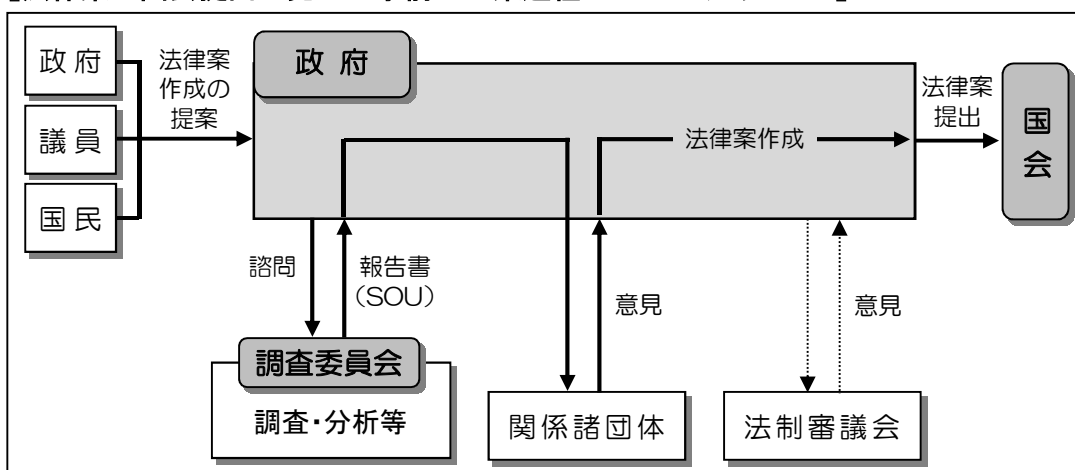 政府
議員
国民
法律案
作成の
提案
政府
法律案作成
法律案
提出
国
会
諮問
報告書
(SOU)
意見
意見
調査委員会
調査・分析等
関係諸団体
法制審議会